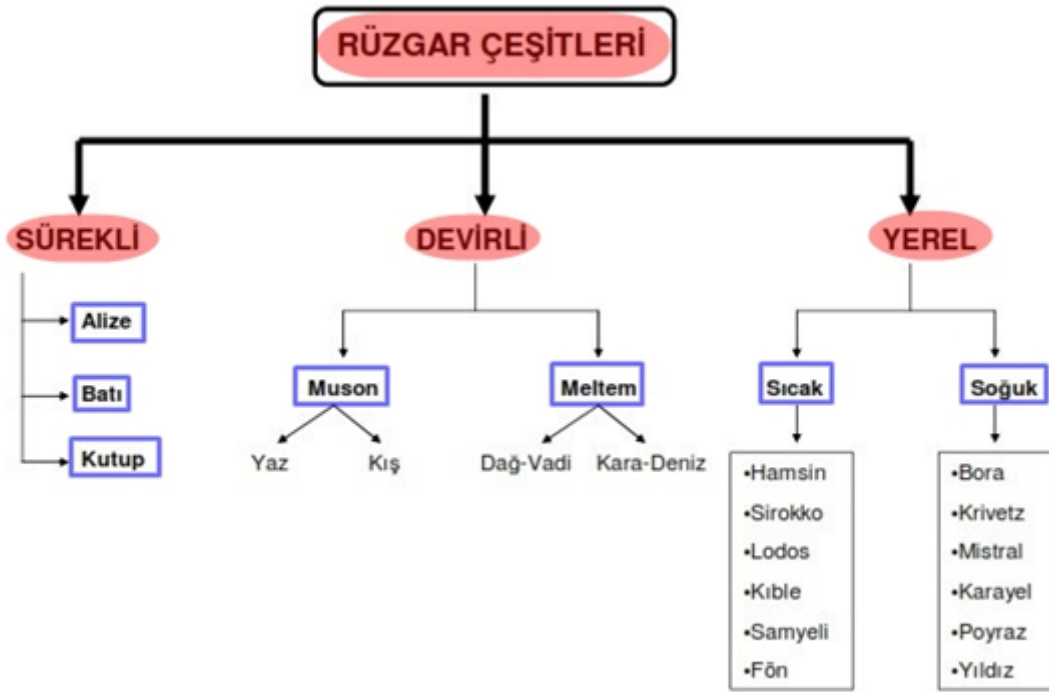 RÜZGAR ÇEŞİTLERİ
SÜREKLİ
Alize
Batı
Kutup
DEVİRLİ
Muson
Yaz
Kış
Meltem
Dağ-Vadi
Kara-Deniz
YEREL
Sıcak
•Hamsin
•Sirokko
•Lodos
•Kıble
•Samyeli
•Fön
Soğuk
•Bora
•Krivetz
•Mistral
•Karayel
•Poyraz
•Yıldız